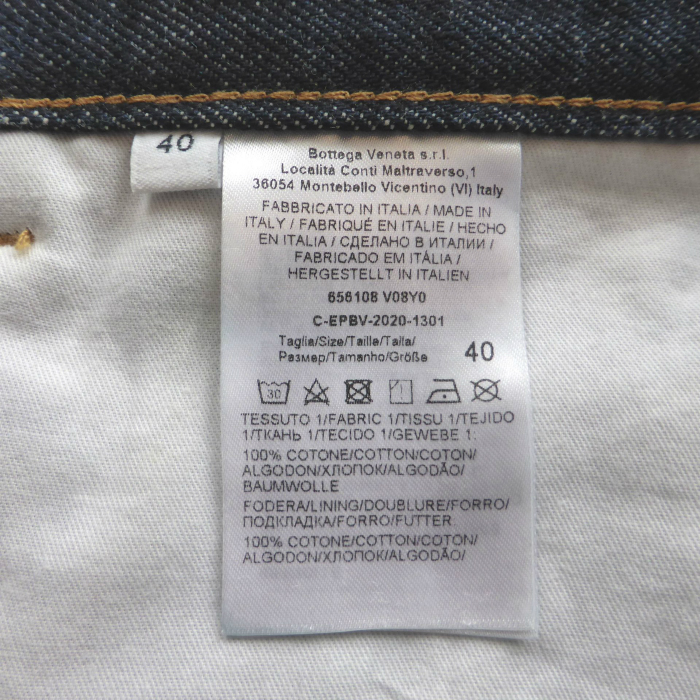 40
Bottega Veneta s.r.l.
Località Conti Maltraverso,1
36054 Montebello Vicentino (VI) Italy
FABBRICATO IN ITALIA / MADE IN
ITALY / FABRIQUÉ EN ITALIE / HECHO
EN ITALIA / СДЕЛАНО В ИТАЛИИ /
FABRICADO EM ITÁLIA /
HERGESTELLT IN ITALIEN
656108 V08Y0
C-EPBV-2020-1301
Taglia/Size/Taille/Talla/
Размер/Tamanho/Größe 40
30
TESSUTO 1/FABRIC 1/TISSU 1/TEJIDO
1/ТКАНЬ 1/TECIDO 1/GEWEBE 1:
100% COTONE/COTTON/COTON/
ALGODON/ХЛОПОК/ALGODÃO/
BAUMWOLLE
FODERA/LINING/DOUBLURE/FORRO/
ПОДКЛАДКА/FORRO/FUTTER
100% COTONE/COTTON/COTON/
ALGODON/ХЛОПОК/ALGODÃO/